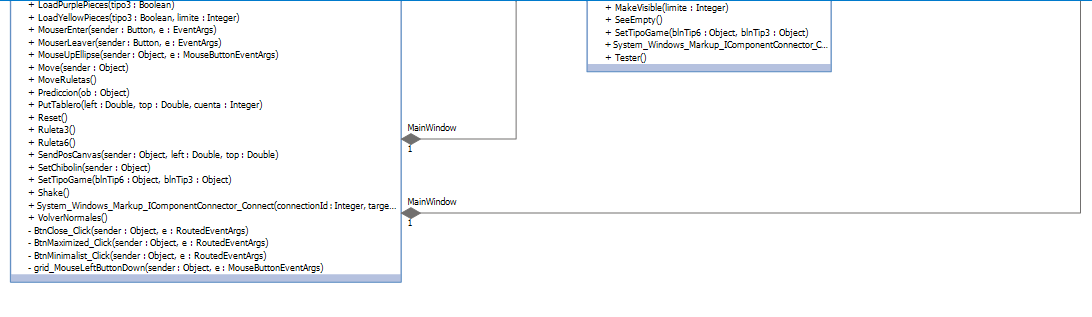 + LoadPurplePieces(tipo3 : Boolean)
+ LoadYellowPieces(tipo3 : Boolean, limite : Integer)
+ MouserEnter(sender : Button, e : EventArgs)
+ MouserLeaver(sender : Button, e : EventArgs)
+ MouseUpEllipse(sender : Object, e : MouseButtonEventArgs)
+ Move(sender : Object)
+ MoveRuletas()
+ Prediccion(ob : Object)
+ PutTablero(left : Double, top : Double, cuenta : Integer)
+ Reset()
+ Ruleta3()
+ Ruleta6()
+ SendPosCanvas(sender : Object, left : Double, top : Double)
+ SetChibolin(sender : Object)
+ SetTipoGame(blnTip6 : Object, blnTip3 : Object)
+ Shake()
+ System_Windows_Markup_IComponentConnector_Connect(connectionId : Integer, targe...
+ VolverNormales()
- BtnClose_Click(sender : Object, e : RoutedEventArgs)
- BtnMaximized_Click(sender : Object, e : RoutedEventArgs)
- BtnMinimalist_Click(sender : Object, e : RoutedEventArgs)
- grid_MouseLeftButtonDown(sender : Object, e : MouseButtonEventArgs)
MainWindow
1
MainWindow
1
+ MakeVisible(limite : Integer)
+ SeeEmpty()
+ SetTipoGame(blnTip6 : Object, blnTip3 : Object)
+ System_Windows_Markup_IComponentConnector_C...
+ Tester()